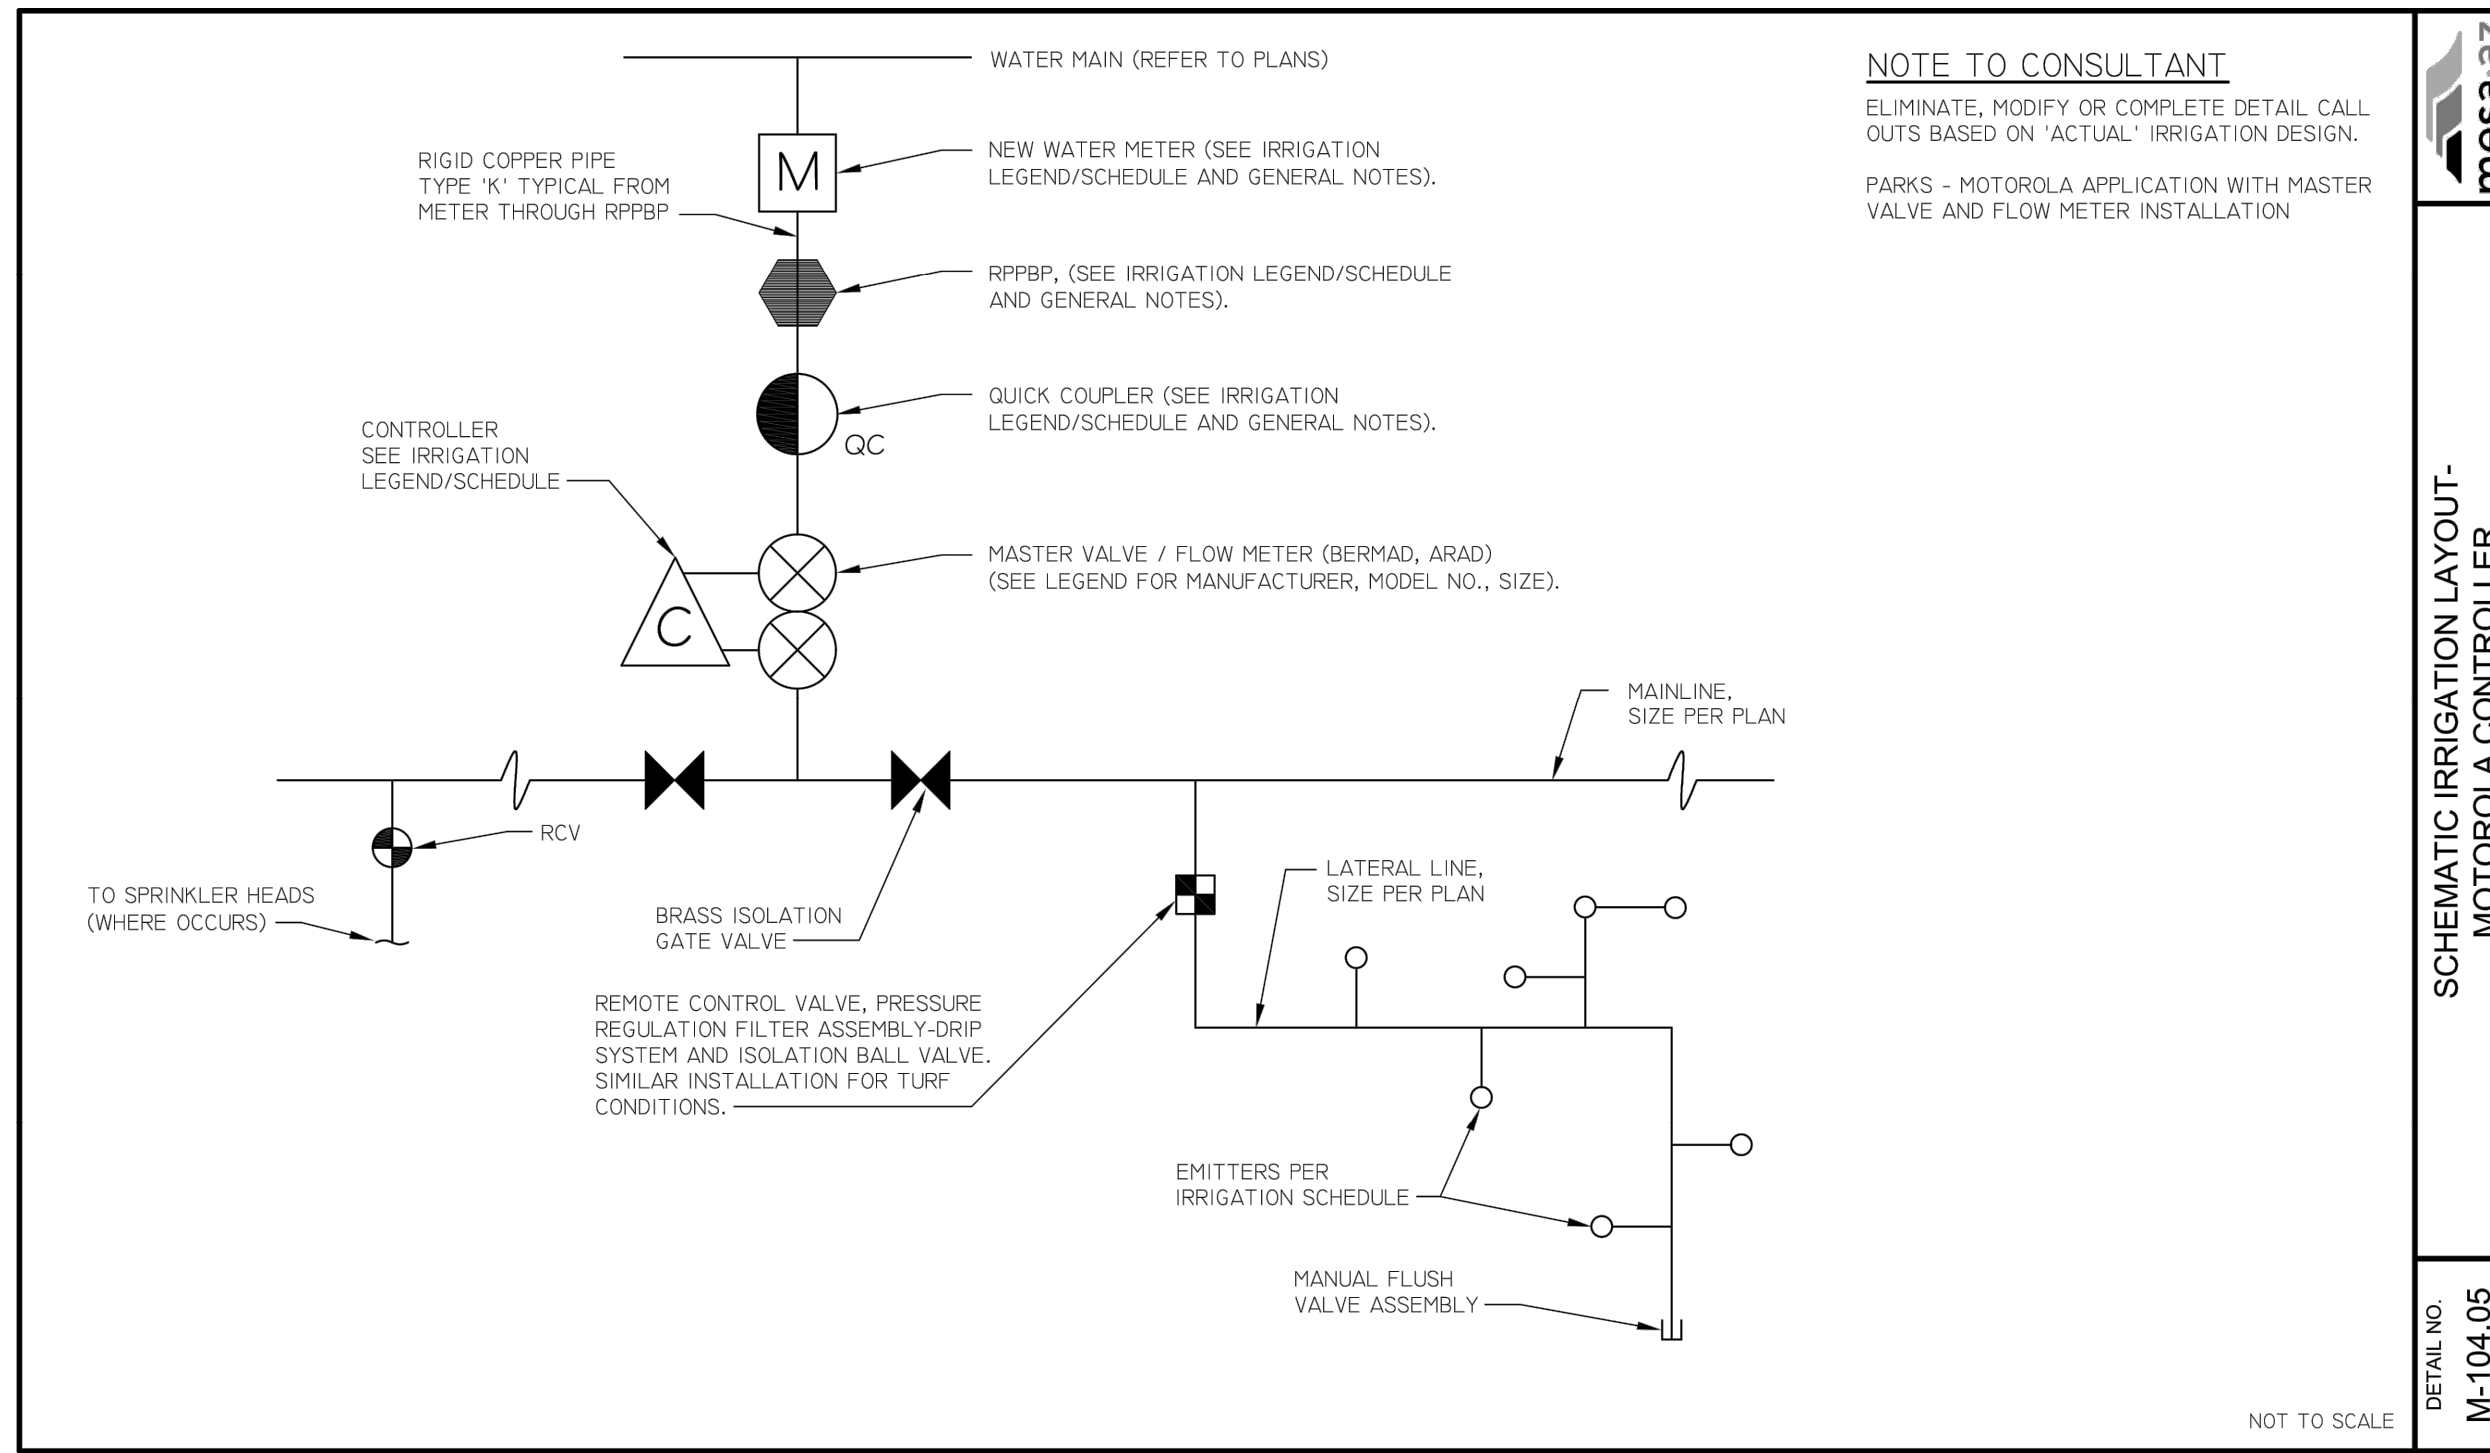 WATER MAIN (REFER TO PLANS)
NEW WATER METER (SEE IRRIGATION
LEGEND/SCHEDULE AND GENERAL NOTES).
M
RIGID COPPER PIPE
TYPE 'K' TYPICAL FROM
METER THROUGH RPPBP
RPPBP, (SEE IRRIGATION LEGEND/SCHEDULE
AND GENERAL NOTES).
QUICK COUPLER (SEE IRRIGATION
LEGEND/SCHEDULE AND GENERAL NOTES).
QC
CONTROLLER
SEE IRRIGATION
LEGEND/SCHEDULE
MASTER VALVE / FLOW METER (BERMAD, ARAD)
(SEE LEGEND FOR MANUFACTURER, MODEL NO., SIZE).
C
MAINLINE,
SIZE PER PLAN
RCV
TO SPRINKLER HEADS
(WHERE OCCURS)
BRASS ISOLATION
GATE VALVE
LATERAL LINE,
SIZE PER PLAN
REMOTE CONTROL VALVE, PRESSURE
REGULATION FILTER ASSEMBLY-DRIP
SYSTEM AND ISOLATION BALL VALVE.
SIMILAR INSTALLATION FOR TURF
CONDITIONS.
EMITTERS PER
IRRIGATION SCHEDULE
MANUAL FLUSH
VALVE ASSEMBLY
NOTE TO CONSULTANT
ELIMINATE, MODIFY OR COMPLETE DETAIL CALL
OUTS BASED ON 'ACTUAL' IRRIGATION DESIGN.
PARKS - MOTOROLA APPLICATION WITH MASTER
VALVE AND FLOW METER INSTALLATION
NOT TO SCALE
mesa·az
SCHEMATIC IRRIGATION LAYOUT-
MOTOROLA CONTROLLER
DETAIL NO.
M-104.05